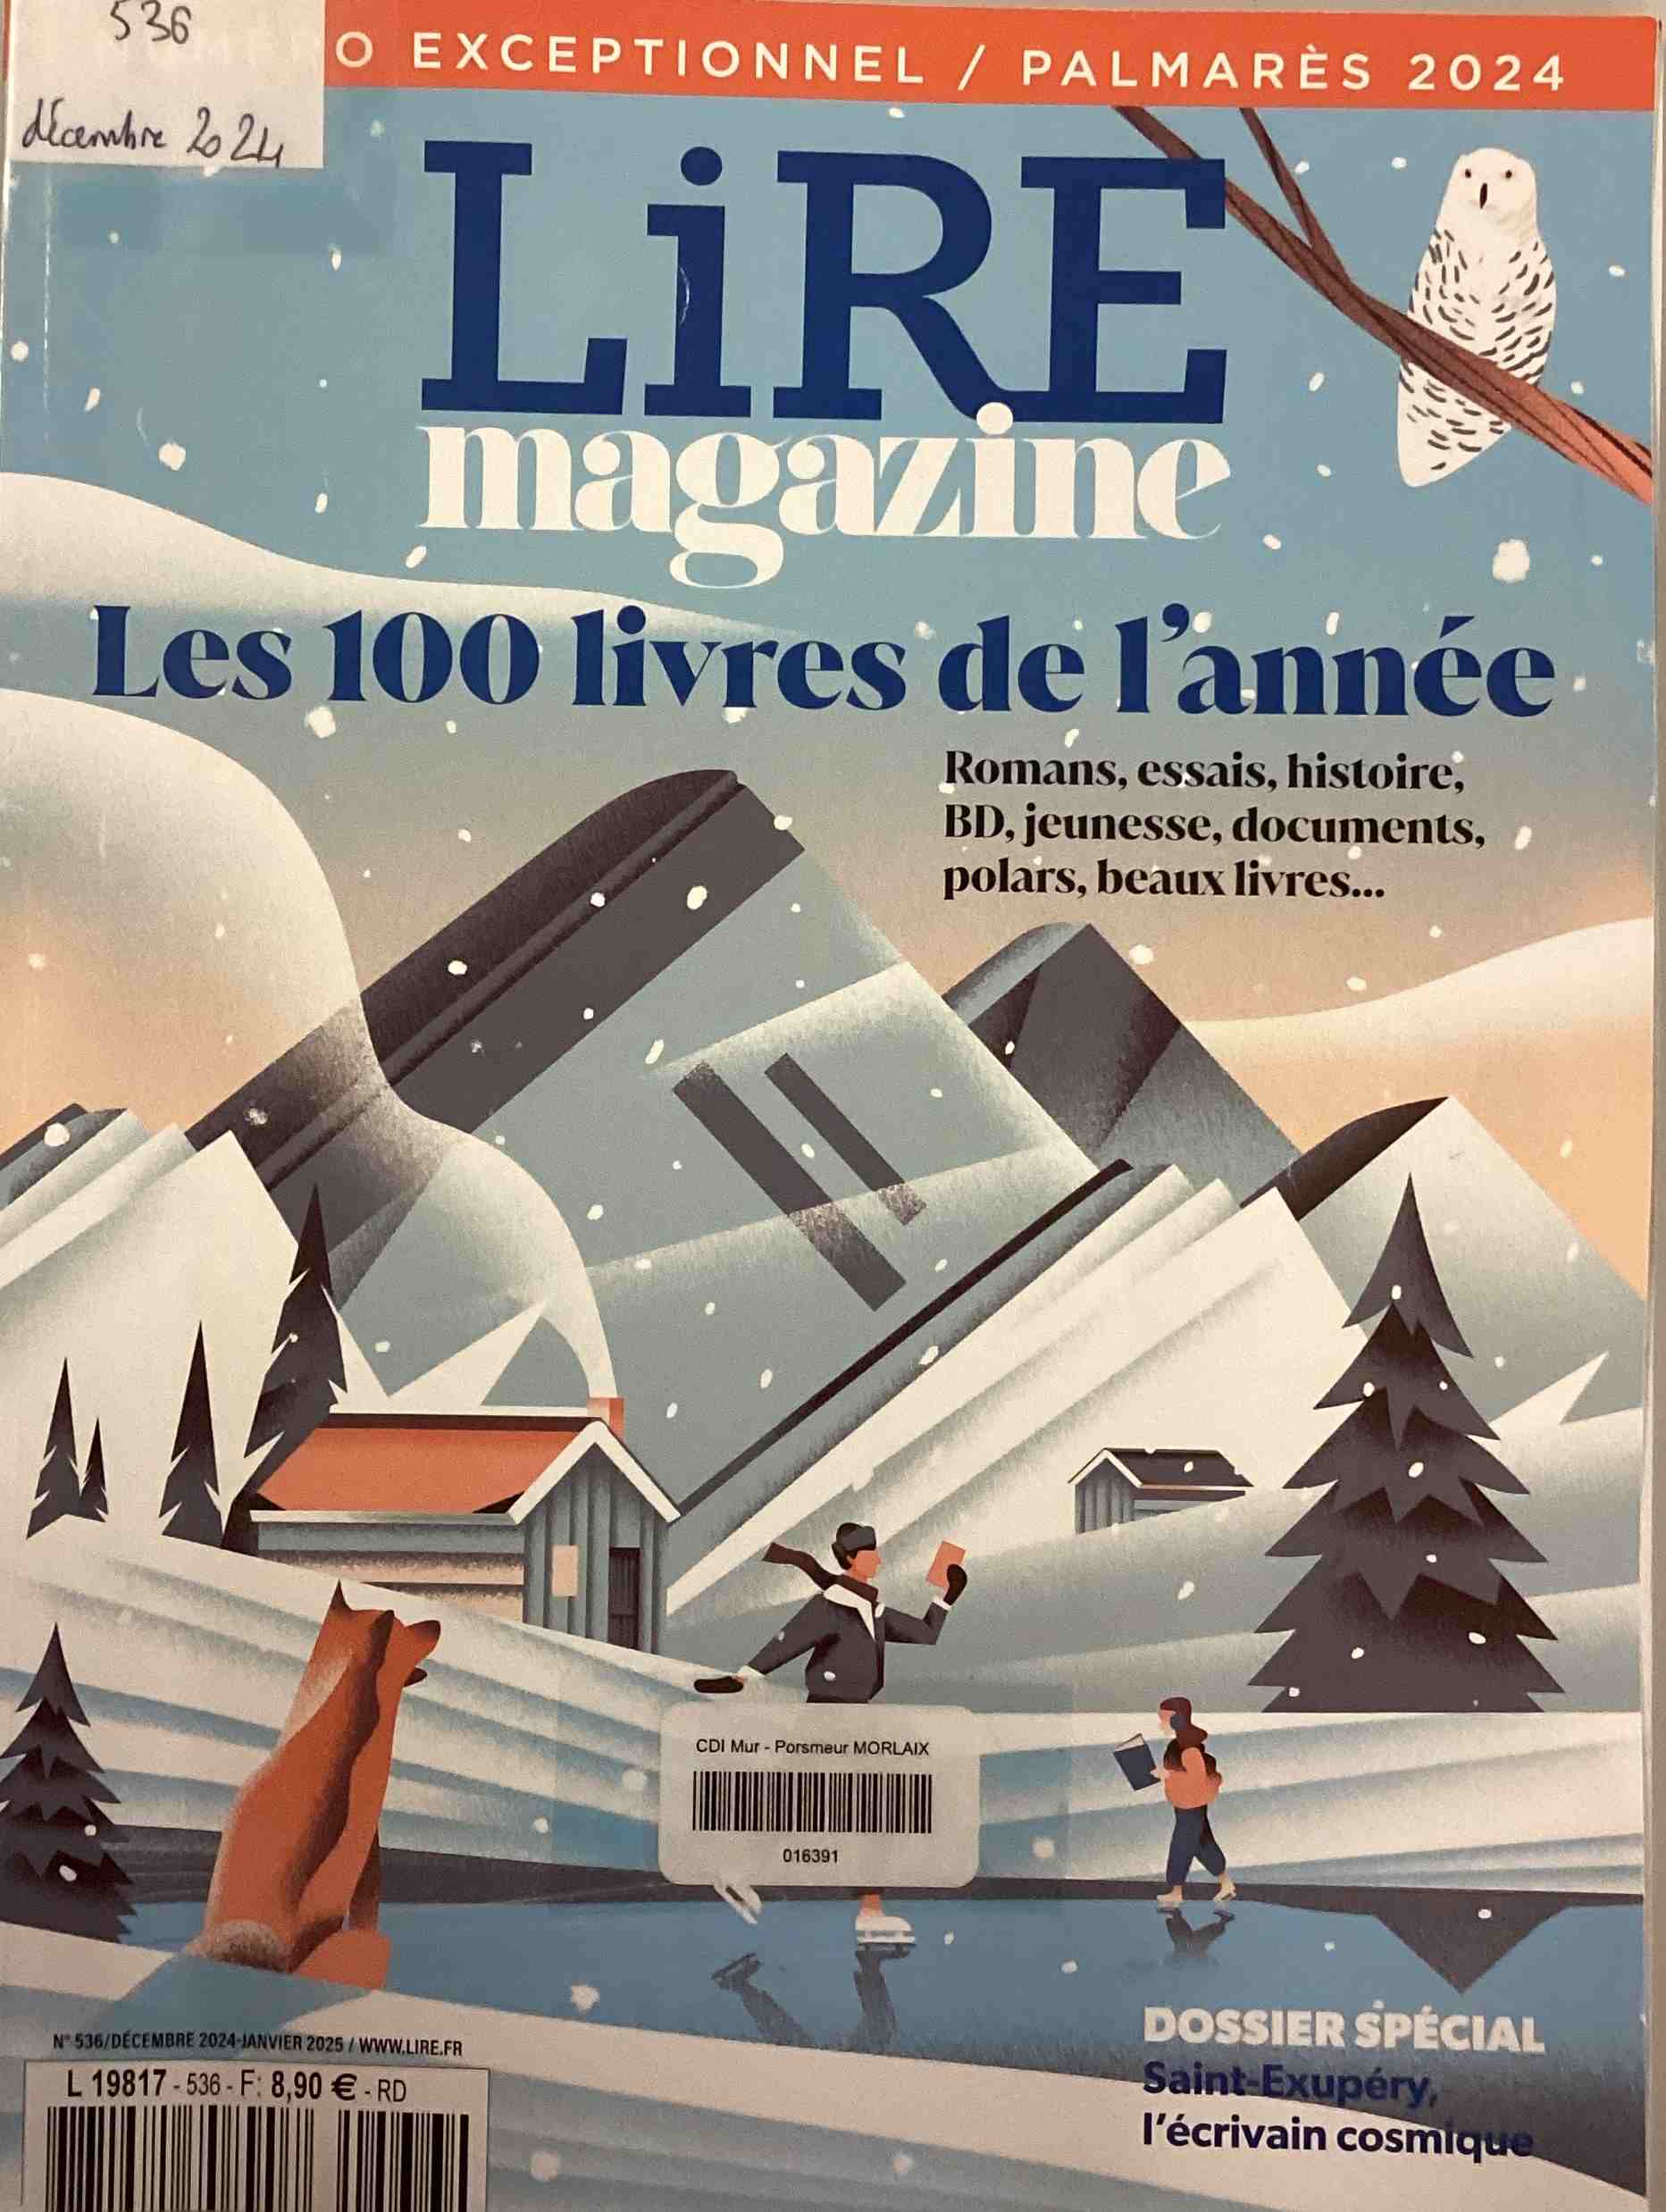 536
décembre 2024
O EXCEPTIONNEL / PALMARÈS 2024
LiRE
magazine
Les 100 livres de l'année
Romans, essais, histoire,
BD, jeunesse, documents,
polars, beaux livres...
CDI Mur - Porsmeur MORLAIX
016391
DOSSIER SPÉCIAL
Saint-Exupéry,
l'écrivain cosmique
N° 536/DÉCEMBRE 2024-JANVIER 2025 / WWW.LIRE.FR
L 19817 - 536 - F: 8,90 € - RD